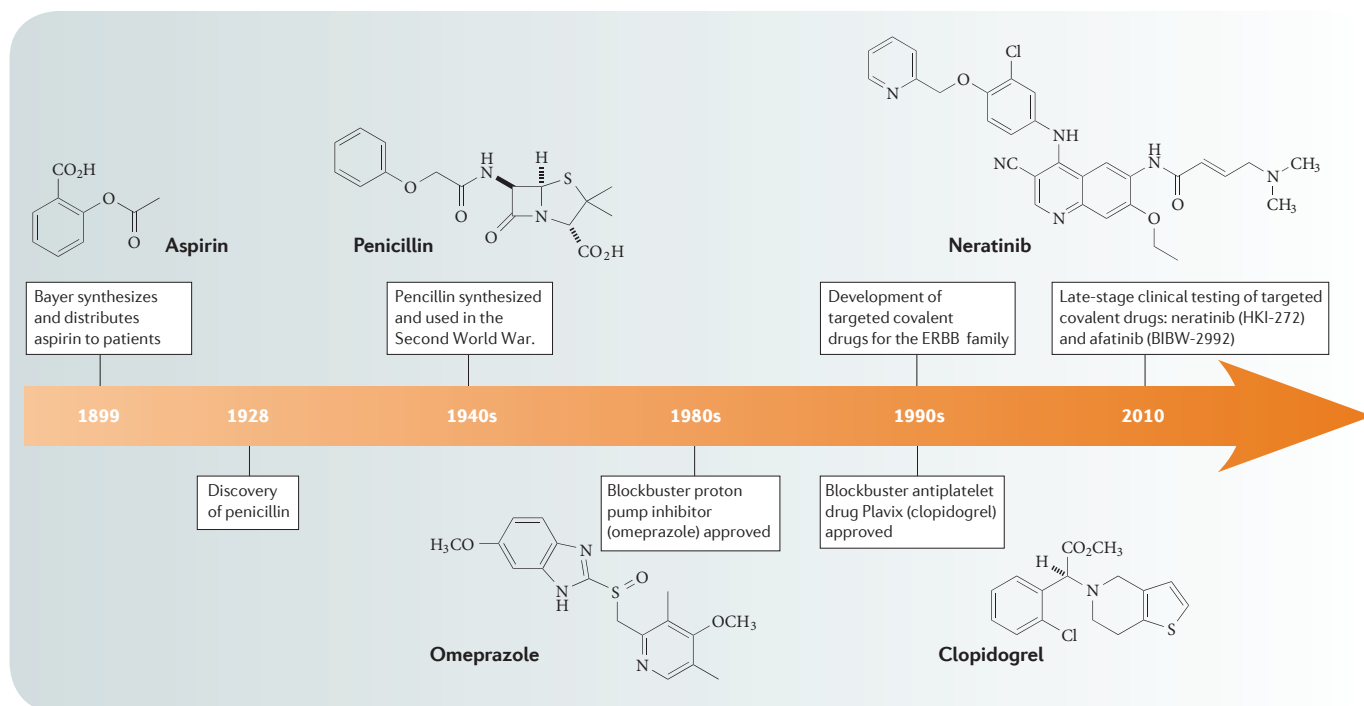 Cl
N
O
NH
H
N
NC
N
O
O
N
CH₃
CH₃
Neratinib
CO₂H
O
O
Aspirin
O
O
H
N
H
S
N
O
CO₂H
Penicillin
Bayer synthesizes
and distributes
aspirin to patients
Pencillin synthesized
and used in the
Second World War.
Development of
targeted covalent
drugs for the ERBB family
Late-stage clinical testing of targeted
covalent drugs: neratinib (HKI-272)
and afatinib (BIBW-2992)
1899
1928
1940s
1980s
1990s
2010
Discovery
of penicillin
Blockbuster proton
pump inhibitor
(omeprazole) approved
Blockbuster antiplatelet
drug Plavix (clopidogrel)
approved
H₃CO
N
N
H
S
O
OCH₃
N
Omeprazole
CO₂CH₃
H
N
Cl
S
Clopidogrel